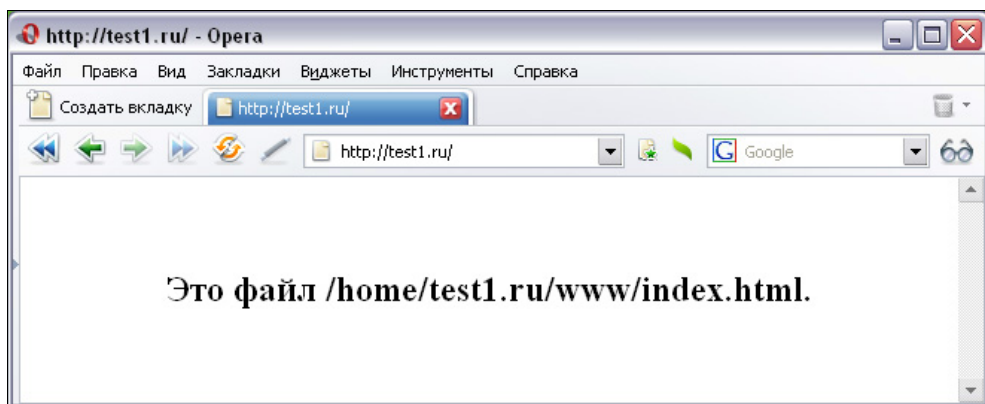 http://test1.ru/ - Opera
Файл Правка Вид Закладки Виджеты Инструменты Справка
Создать вкладку http://test1.ru/
http://test1.ru/ G Google
Это файл /home/test1.ru/www/index.html.